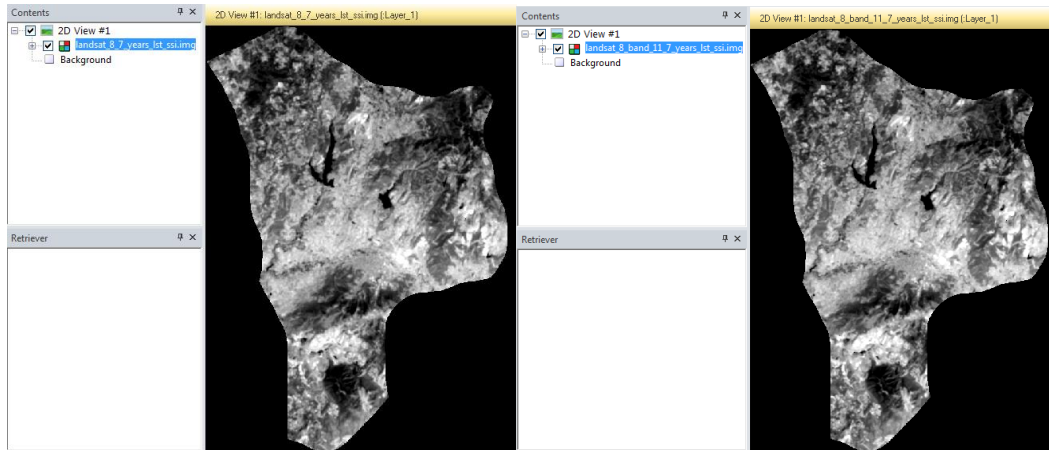 Contents
2D View #1
landsat_8_7_years_lst_ssi.img
Background
Retriever
2D View #1: landsat_8_7_years_lst_ssi.img (:Layer_1)
Contents
2D View #1
landsat_8_band_11_7_years_lst_ssi.img
Background
Retriever
2D View #1: landsat_8_band_11_7_years_lst_ssi.img (:Layer_1)